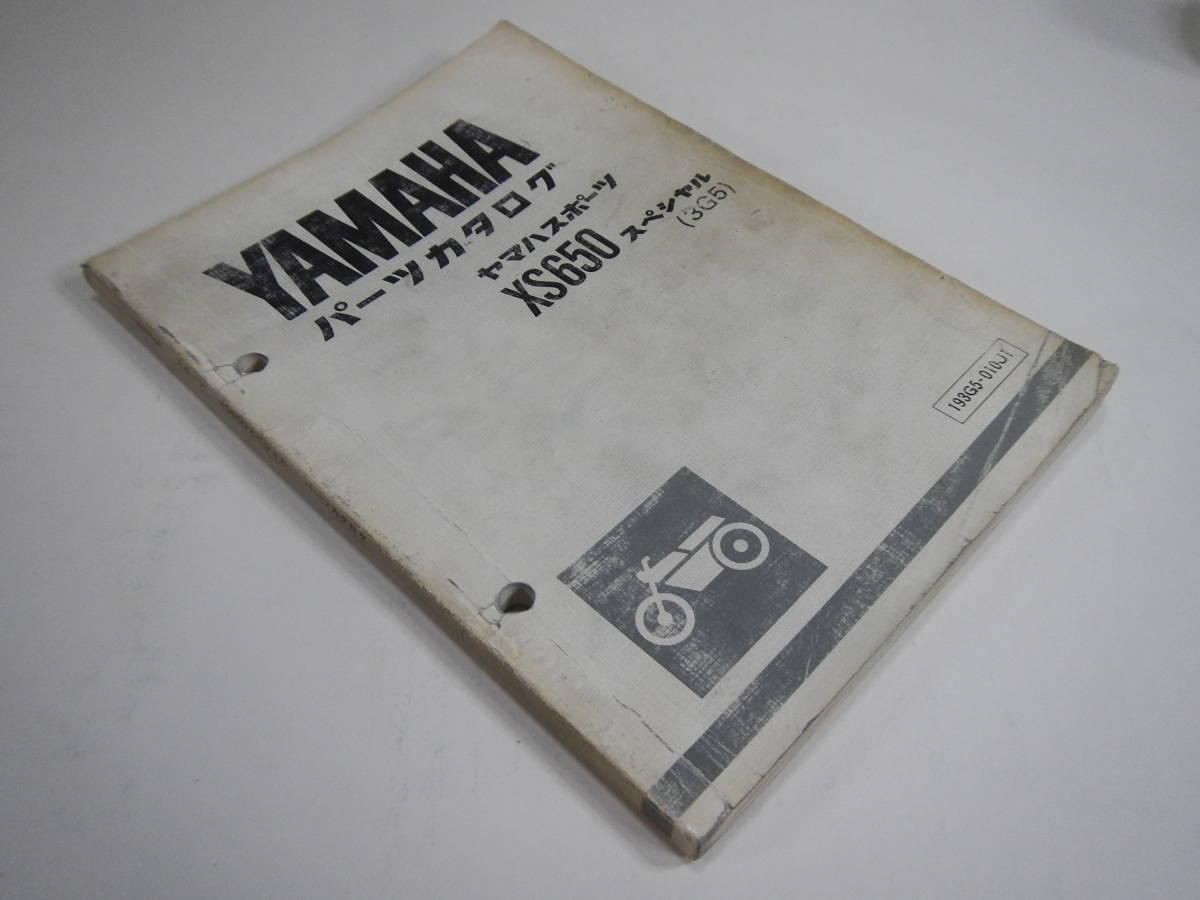 YAMAHA
パーツカタログ
ヤマハスポーツ
XS650 スペシャル
(3G5)
193G5-010J1